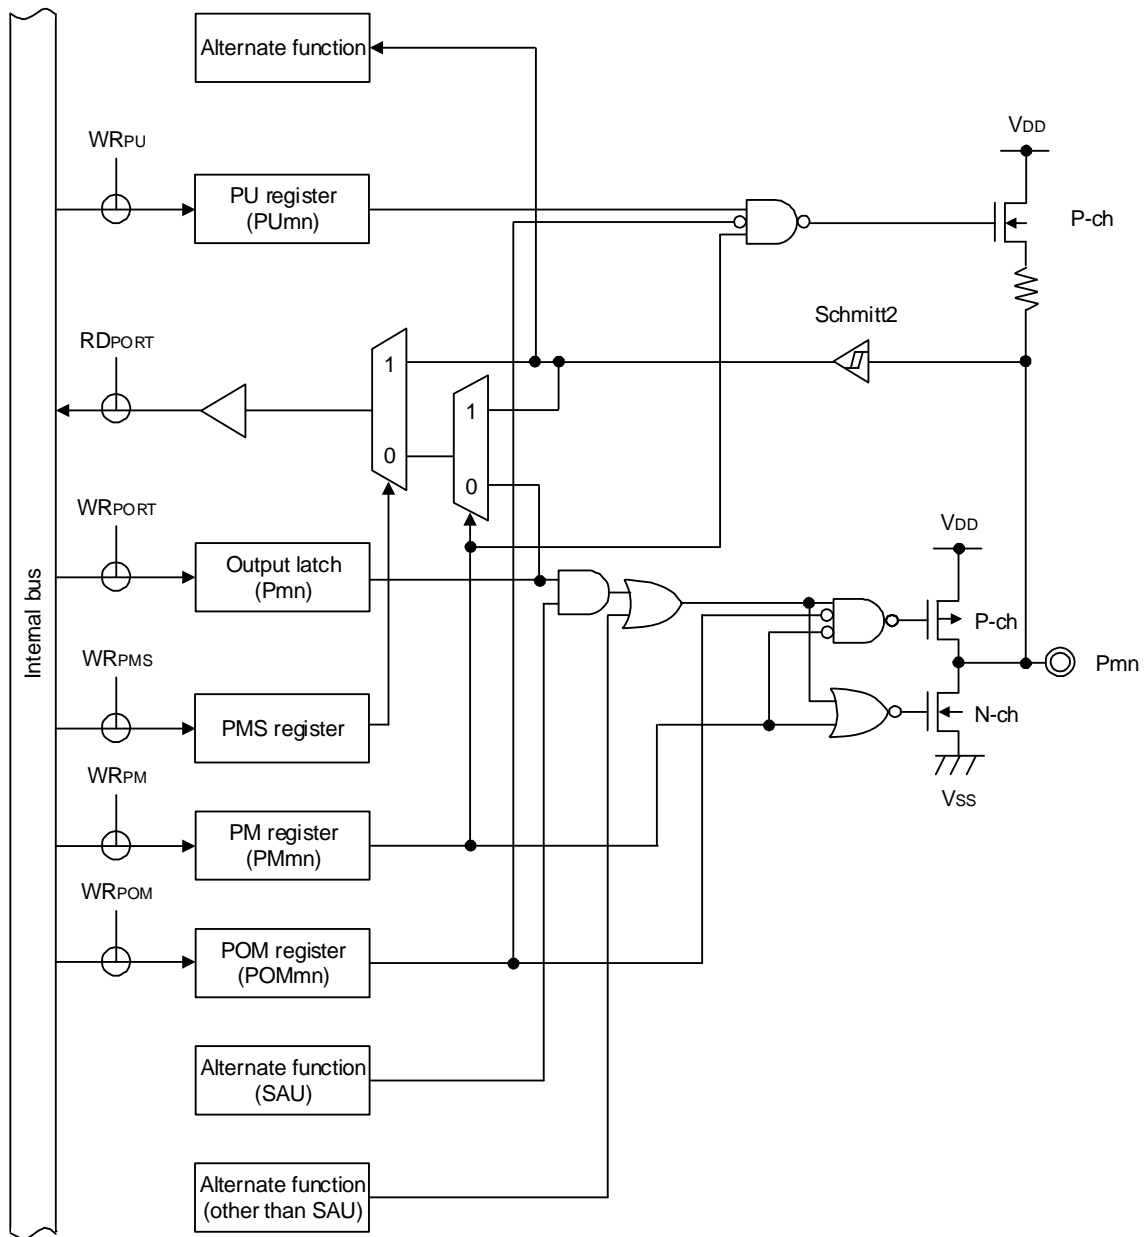 Alternate function
WRPU
PU register
(PUmn)
VDD
P-ch
RDPORT
Schmitt2
1
0
1
0
WRPORT
Output latch
(Pmn)
VDD
P-ch
Pmn
N-ch
VSS
Internal bus
WRPMS
PMS register
WRPM
PM register
(PMmn)
WRPOM
POM register
(POMmn)
Alternate function
(SAU)
Alternate function
(other than SAU)